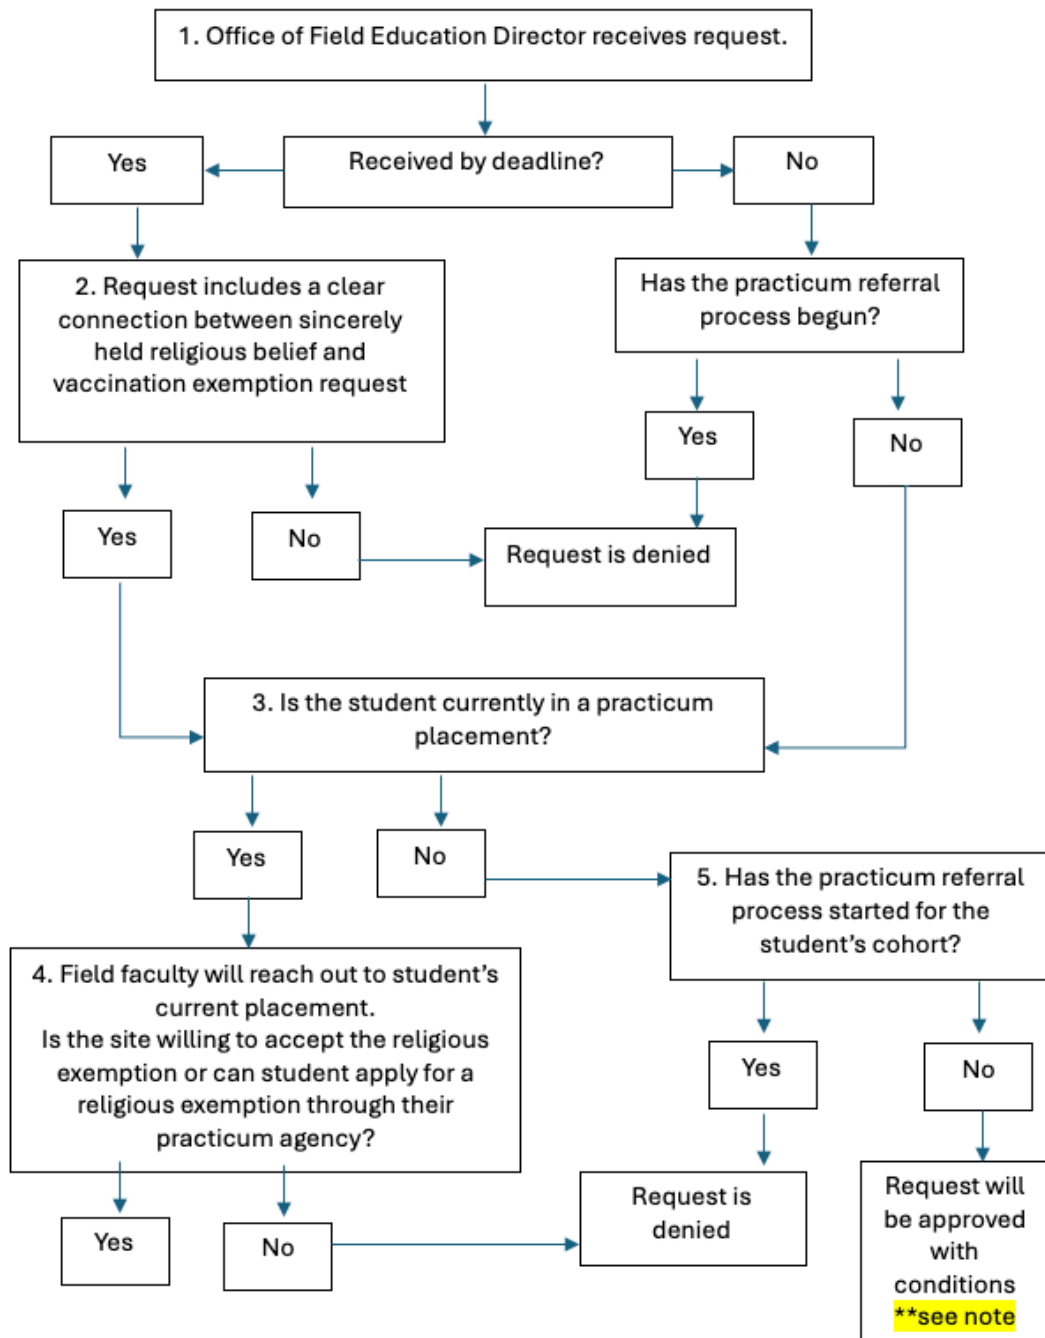 1. Office of Field Education Director receives request.
Yes
Received by deadline?
No
2. Request includes a clear
connection between sincerely
held religious belief and
vaccination exemption request
Has the practicum referral
process begun?
Yes
No
Yes
No
Request is denied
3. Is the student currently in a practicum
placement?
Yes
No
5. Has the practicum referral
process started for the
student’s cohort?
4. Field faculty will reach out to student’s
current placement.
Is the site willing to accept the religious
exemption or can student apply for a
religious exemption through their
practicum agency?
Yes
No
Yes
No
Request is
denied
Request will
be approved
with
conditions
**see note